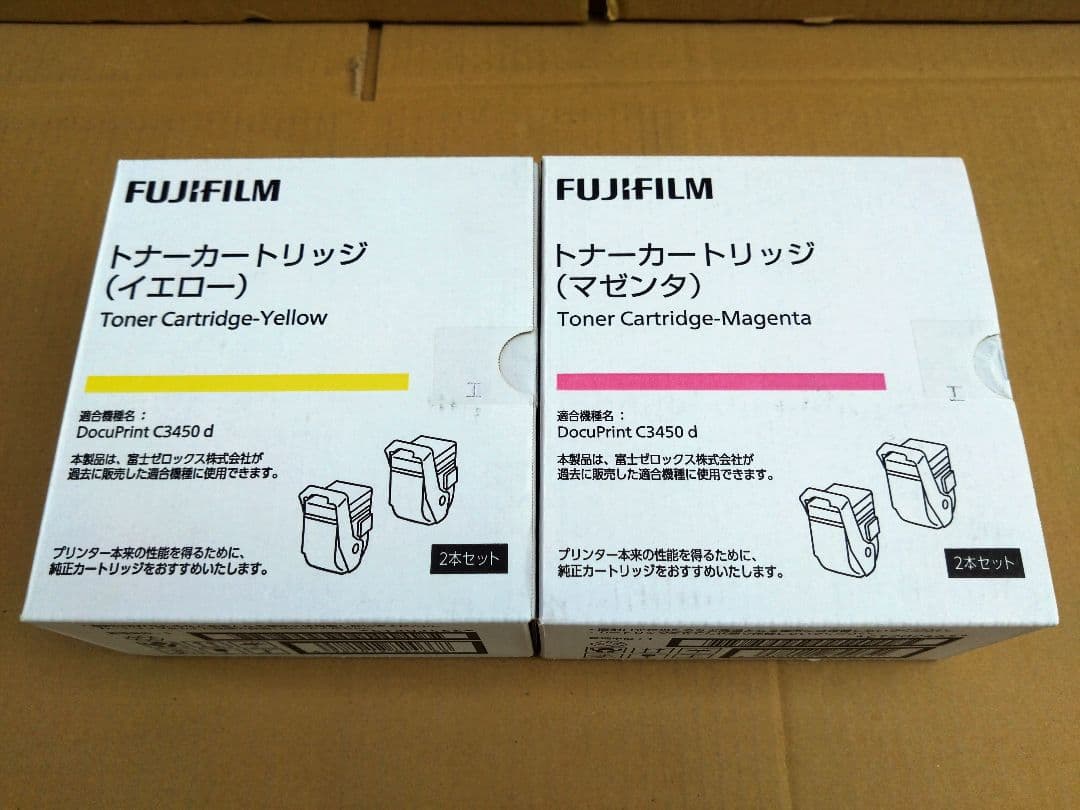 FUJIFILM
トナーカートリッジ
(イエロー)
Toner Cartridge-Yellow
工
適合機種名：
DocuPrint C3450 d
本製品は、富士ゼロックス株式会社が
過去に販売した適合機種に使用できます。
プリンター本来の性能を得るために、
純正カートリッジをおすすめいたします。
2本セット
FUJIFILM
トナーカートリッジ
(マゼンタ)
Toner Cartridge-Magenta
工
適合機種名：
DocuPrint C3450 d
本製品は、富士ゼロックス株式会社が
過去に販売した適合機種に使用できます。
プリンター本来の性能を得るために、
純正カートリッジをおすすめいたします。
2本セット